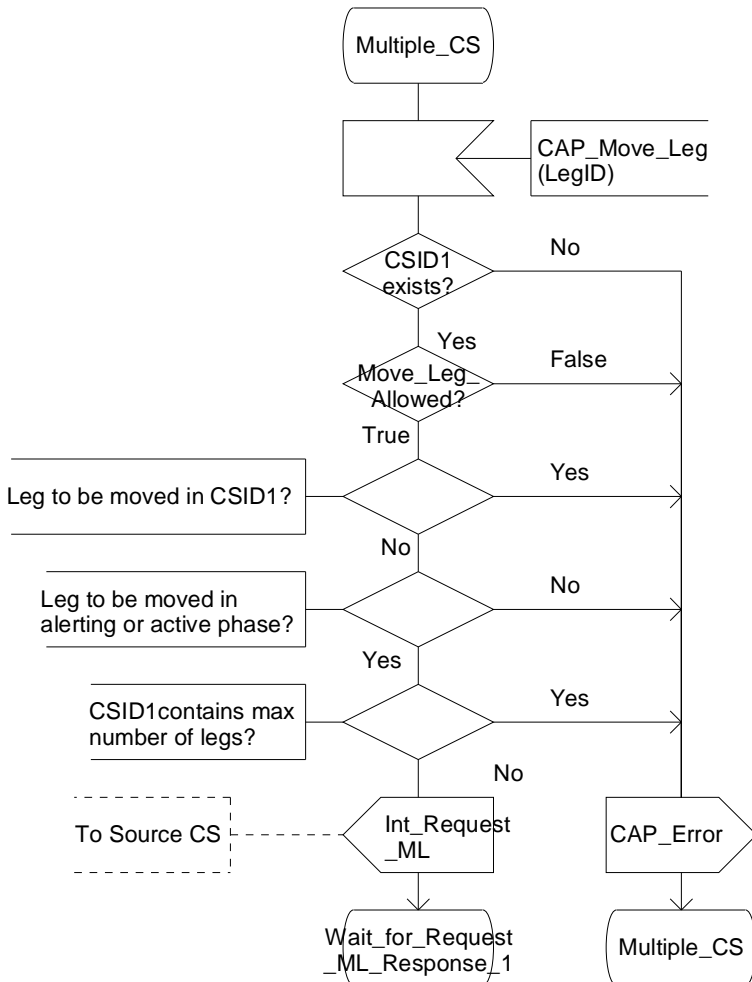 Multiple_CS
CAP_Move_Leg
(LegID)
CSID1
exists?
No
Yes
Move_Leg_
Allowed?
False
True
Leg to be moved in CSID1?
Yes
No
Leg to be moved in
alerting or active phase?
No
Yes
CSID1contains max
number of legs?
Yes
No
To Source CS
Int_Request
_ML
CAP_Error
Wait_for_Request
_ML_Response_1
Multiple_CS